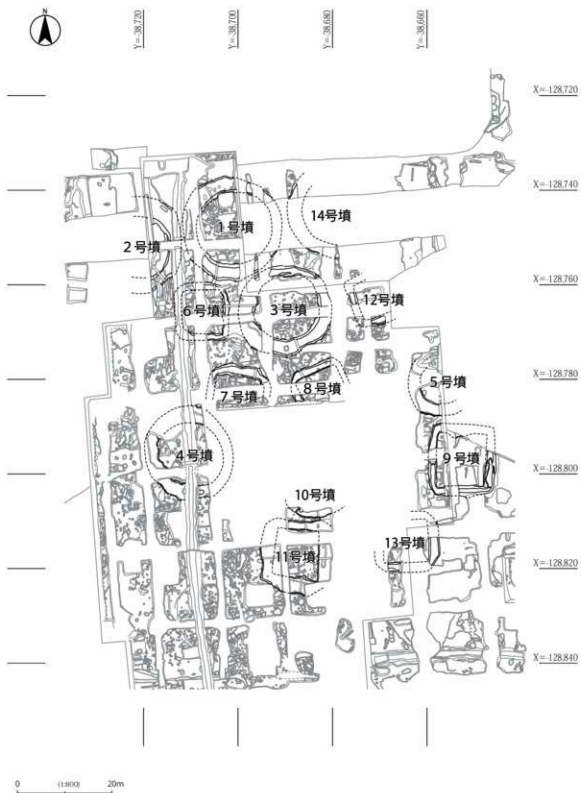 N
Y=-38,720
Y=-38,700
Y=-38,680
Y=-38,660
X=-128,720
X=-128,740
14号墳
1号墳
2号墳
X=-128,760
12号墳
6号墳
3号墳
X=-128,780
5号墳
7号墳
8号墳
4号墳
9号墳
X=-128,800
10号墳
13号墳
11号墳
X=-128,820
X=-128,840
0 (1:800) 20m